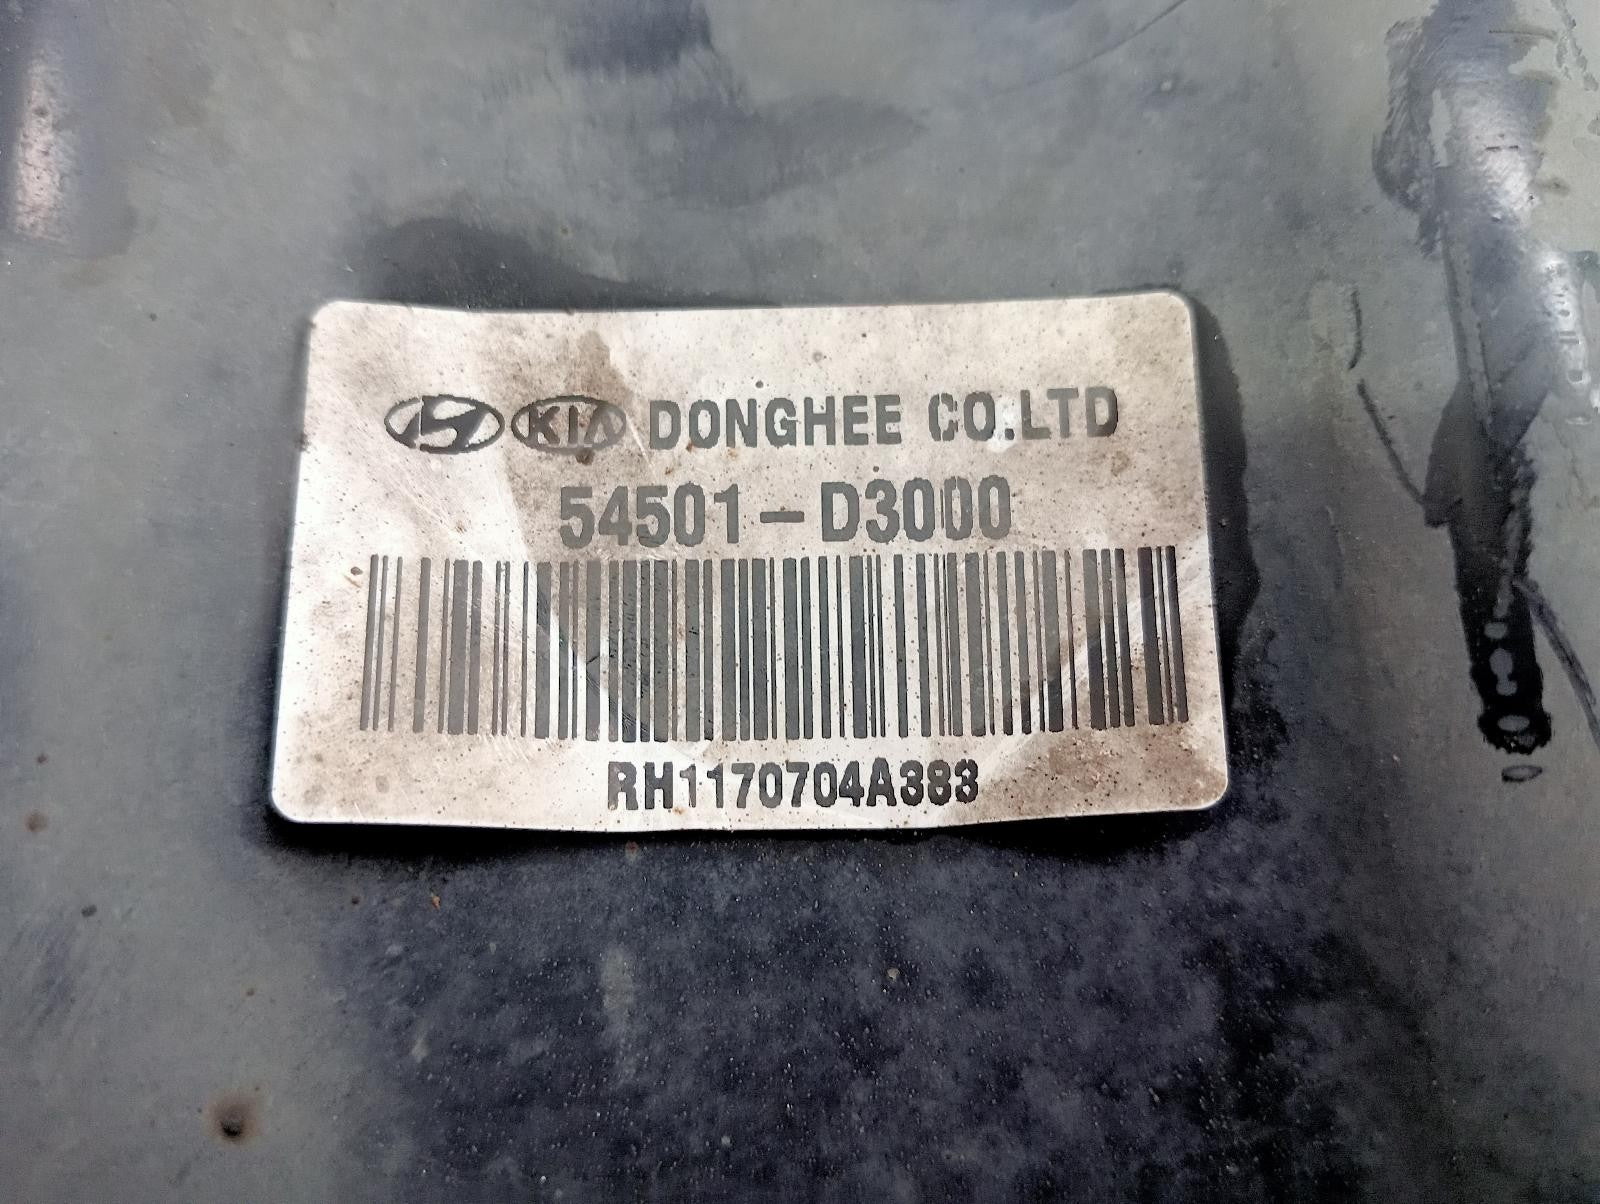 KIA DONGHEE CO.LTD
54501-D3000
RH1170704A383